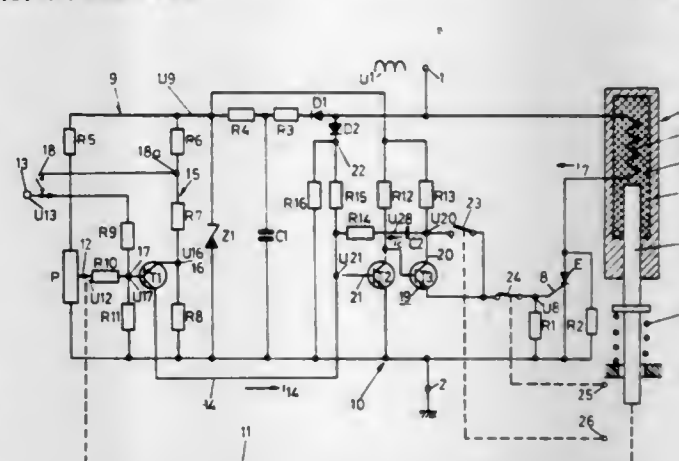 U1 1
9 U9 R4 R3 D1
D2
R5 R6
18 18a 22
13 15 7
U13 R7 R16 R15 R12 R13 23
R9 Z1 C1 R14 U28 U20
C2
12 17 U16 20
P R10 T1 16 U21 T2 T3 24 8 E
U12 U17 21 19 U8
R11 R8 R1 R2
14 14 10 2 25
26
11